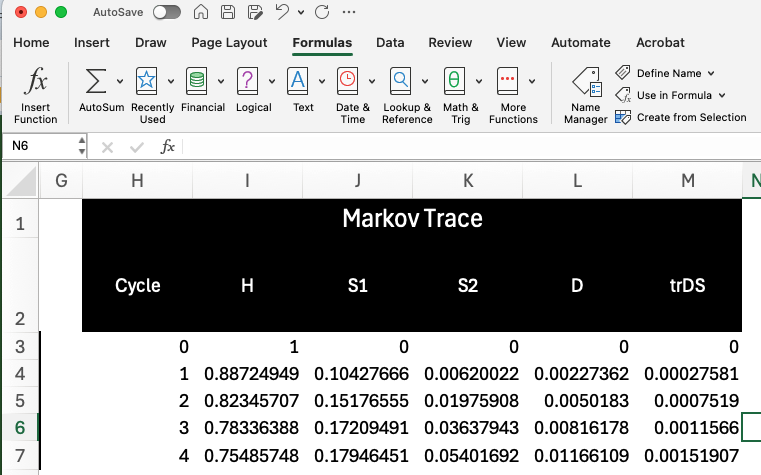 AutoSave
Home Insert Draw Page Layout Formulas Data Review View Automate Acrobat
Insert Function
AutoSum
Recently Used
Financial
Logical
Text
Date & Time
Lookup & Reference
Math & Trig
More Functions
Name Manager
Define Name
Use in Formula
Create from Selection
N6 fx
G H I J K L M N
1 Markov Trace
2 Cycle H S1 S2 D trDS
3 0 1 0 0 0 0
4 1 0.88724949 0.10427666 0.00620022 0.00227362 0.00027581
5 2 0.82345707 0.15176555 0.01975908 0.0050183 0.0007519
6 3 0.78336388 0.17209491 0.03637943 0.00816178 0.0011566
7 4 0.75485748 0.17946451 0.05401692 0.01166109 0.00151907